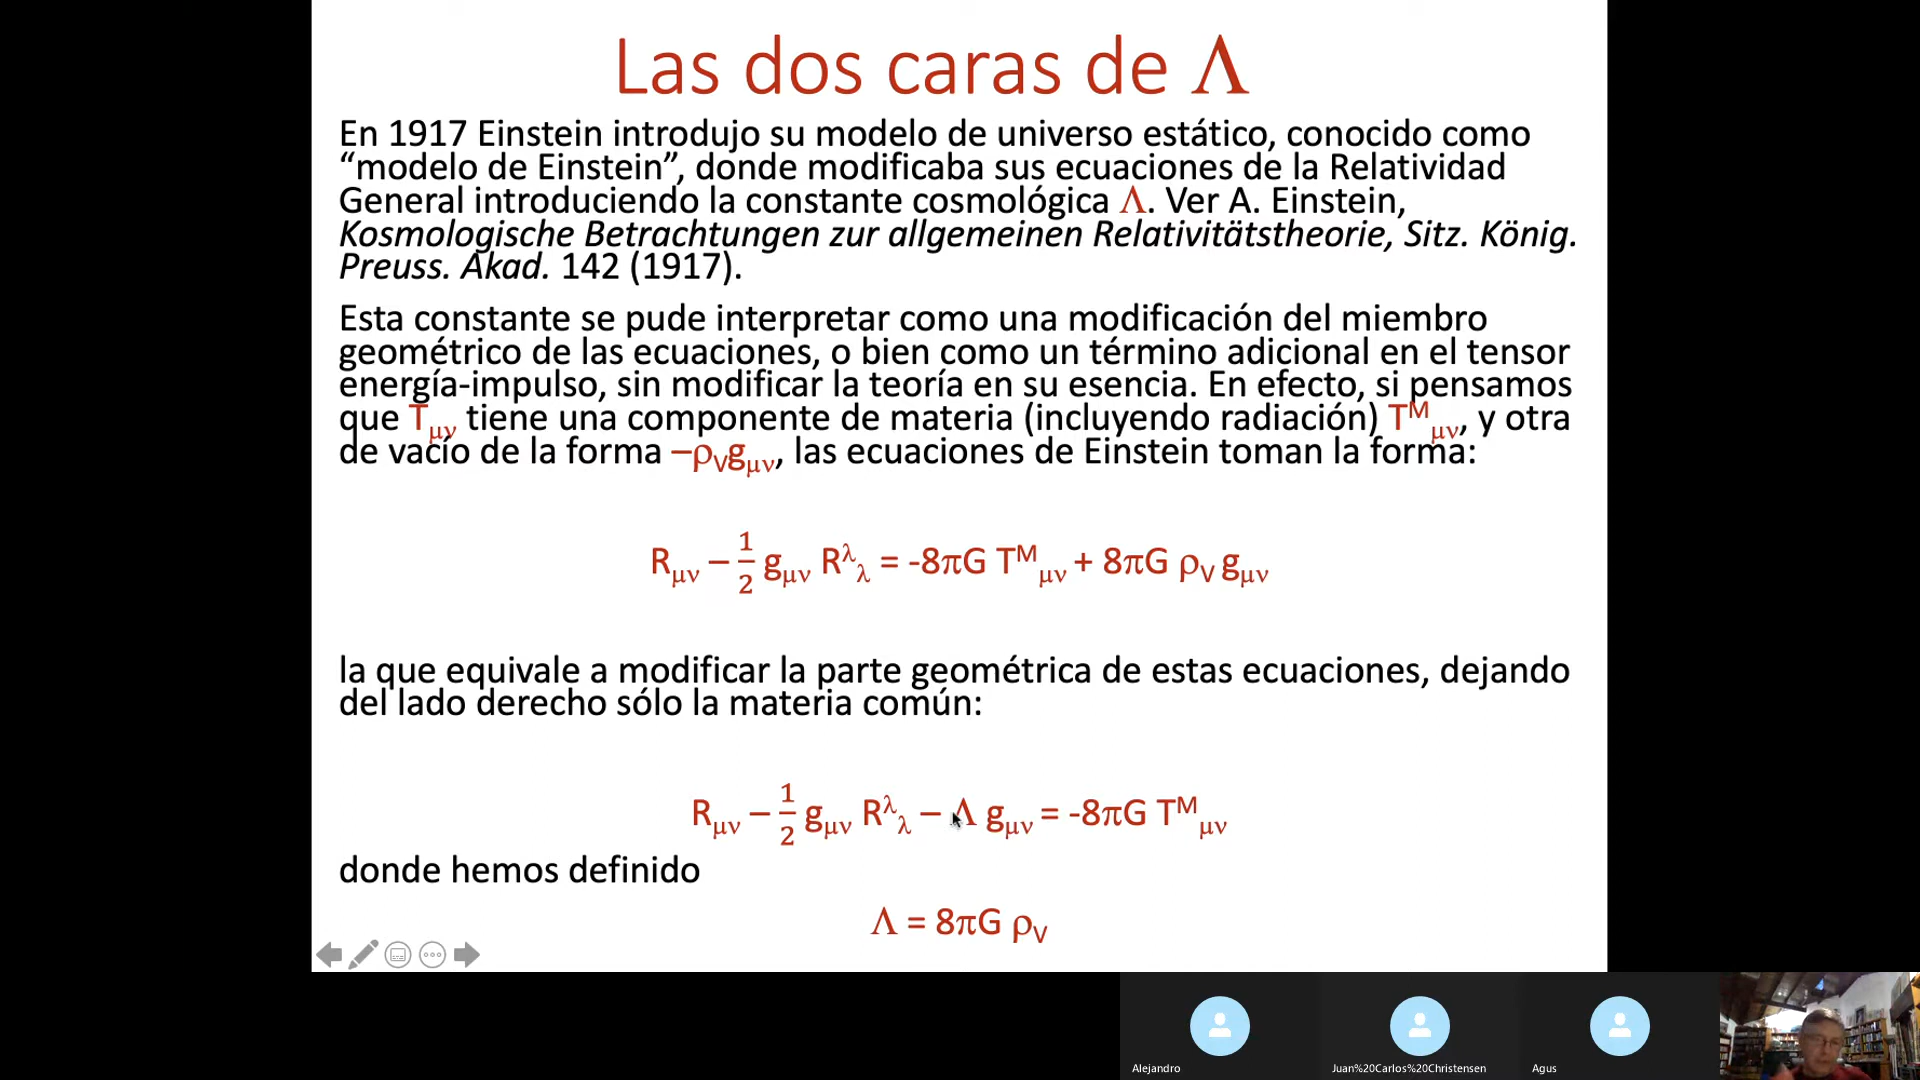 Las dos caras de Λ
En 1917 Einstein introdujo su modelo de universo estático, conocido como
“modelo de Einstein”, donde modificaba sus ecuaciones de la Relatividad
General introduciendo la constante cosmológica Λ. Ver A. Einstein,
Kosmologische Betrachtungen zur allgemeinen Relativitätstheorie, Sitz. König.
Preuss. Akad. 142 (1917).
Esta constante se pude interpretar como una modificación del miembro
geométrico de las ecuaciones, o bien como un término adicional en el tensor
energía-impulso, sin modificar la teoría en su esencia. En efecto, si pensamos
que Tμν tiene una componente de materia (incluyendo radiación) Tᴹμν, y otra
de vacío de la forma –ρVgμν, las ecuaciones de Einstein toman la forma:
Rμν – 1/2 gμν Rλλ = -8πG TMμν + 8πG ρV gμν
la que equivale a modificar la parte geométrica de estas ecuaciones, dejando
del lado derecho sólo la materia común:
Rμν – 1/2 gμν Rλλ – Λ gμν = -8πG TMμν
donde hemos definido
Λ = 8πG ρV
Alejandro
Juan%20Carlos%20Christensen
Agus